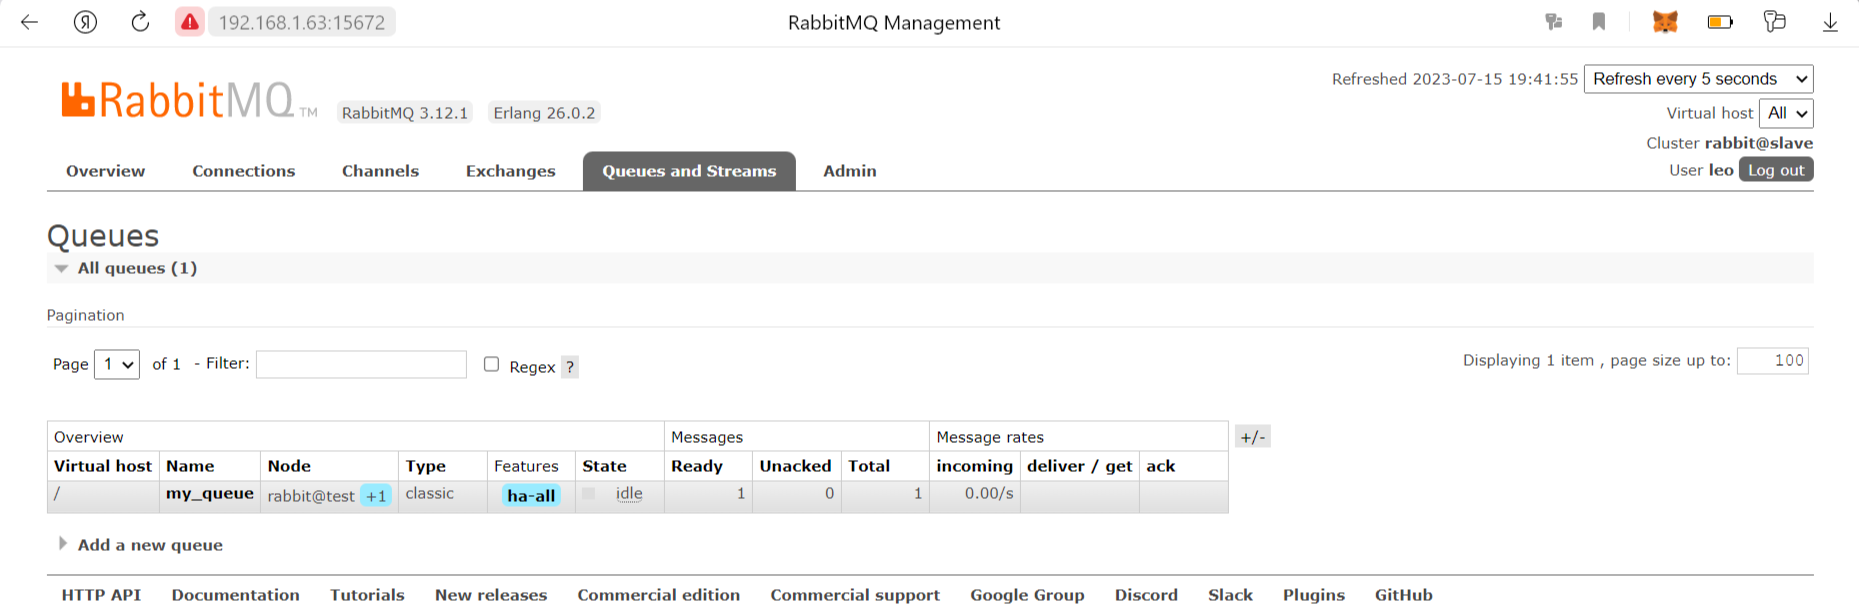 Я 192.168.1.63:15672 RabbitMQ Management
RabbitMQ TM RabbitMQ 3.12.1 Erlang 26.0.2
Refreshed 2023-07-15 19:41:55 Refresh every 5 seconds
Virtual host All
Cluster rabbit@slave
User leo Log out
Overview Connections Channels Exchanges Queues and Streams Admin
Queues
All queues (1)
Pagination
Page 1 of 1 - Filter: Regex ? Displaying 1 item , page size up to: 100
Overview Messages Message rates +/-
Virtual host Name Node Type Features State Ready Unacked Total incoming deliver / get ack
/ my_queue rabbit@test +1 classic ha-all idle 1 0 1 0.00/s
Add a new queue
HTTP API Documentation Tutorials New releases Commercial edition Commercial support Google Group Discord Slack Plugins GitHub